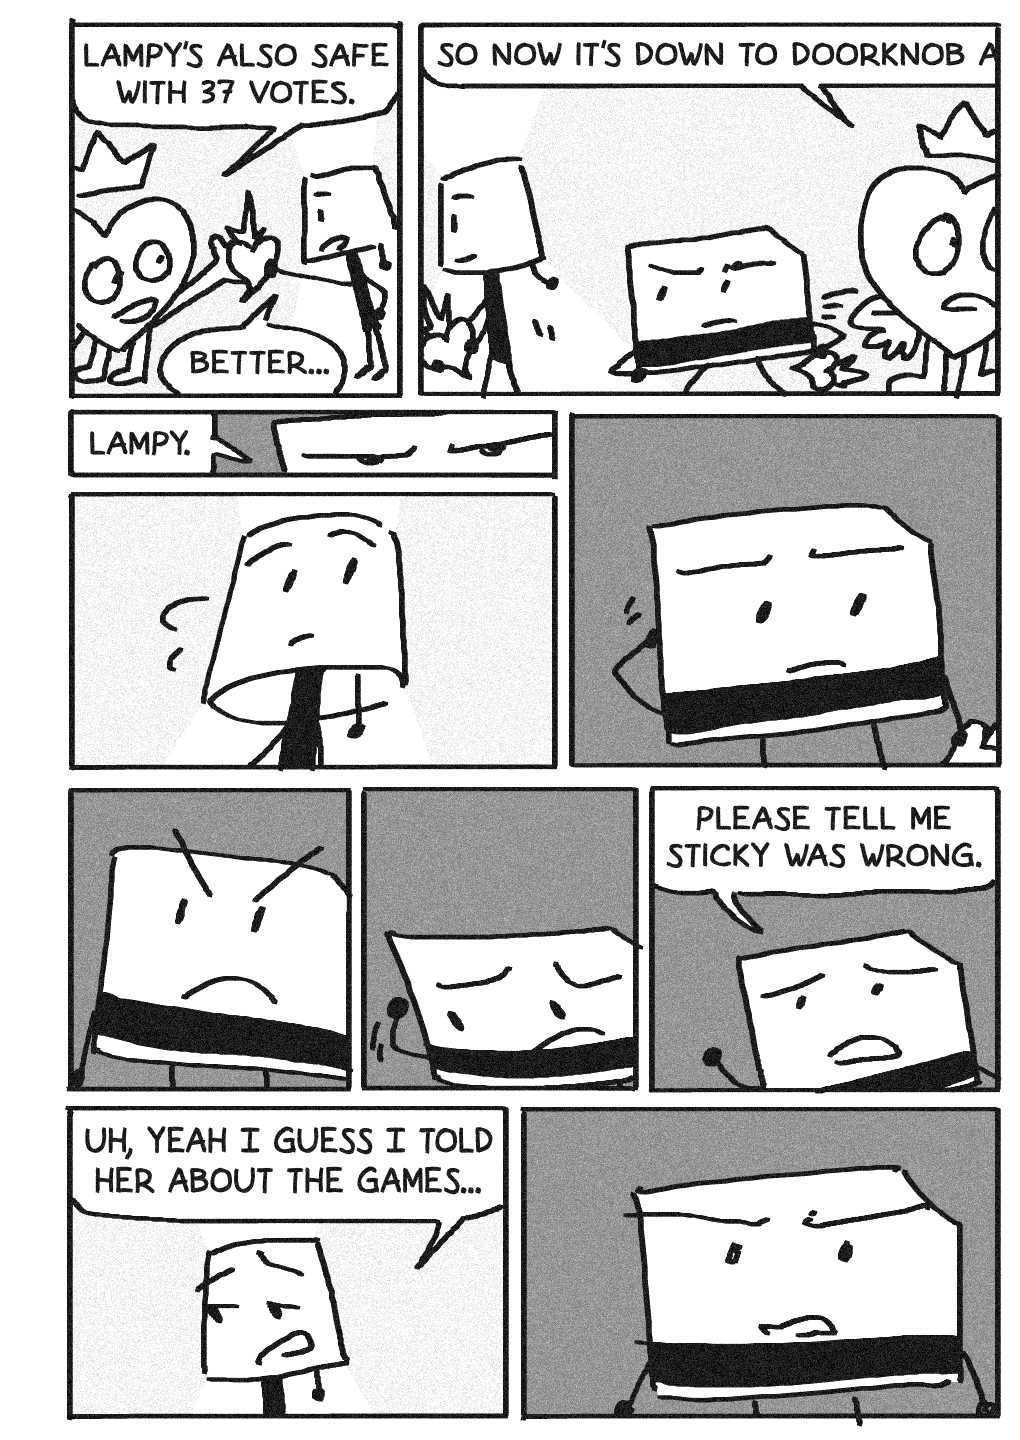 LAMPY'S ALSO SAFE
WITH 37 VOTES.
BETTER...
SO NOW IT'S DOWN TO DOORKNOB A
LAMPY.
PLEASE TELL ME
STICKY WAS WRONG.
UH, YEAH I GUESS I TOLD
HER ABOUT THE GAMES...